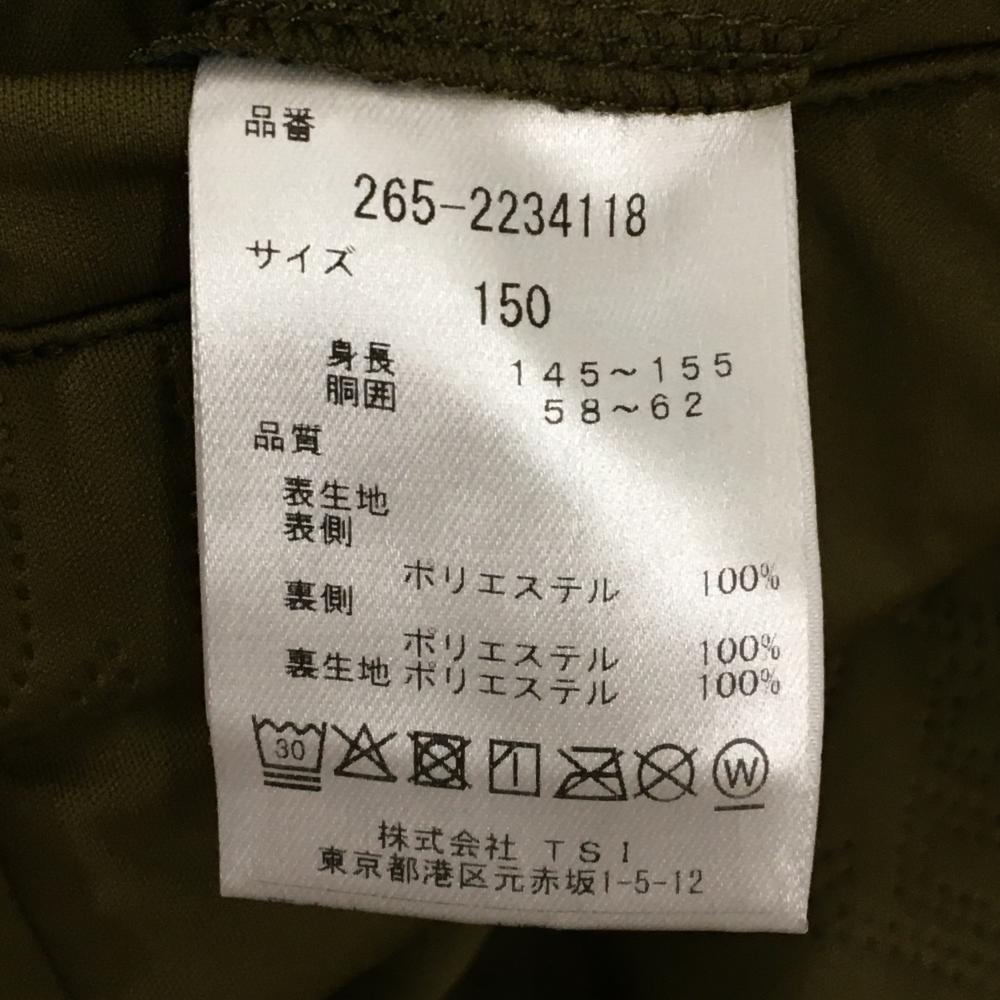 品番
265-2234118
サイズ
150
身長 145～155
胴囲 58～62
品質
表生地
表側
ポリエステル 100%
裏側
ポリエステル 100%
裏生地 ポリエステル 100%
30 W
株式会社 TSI
東京都港区元赤坂1-5-12